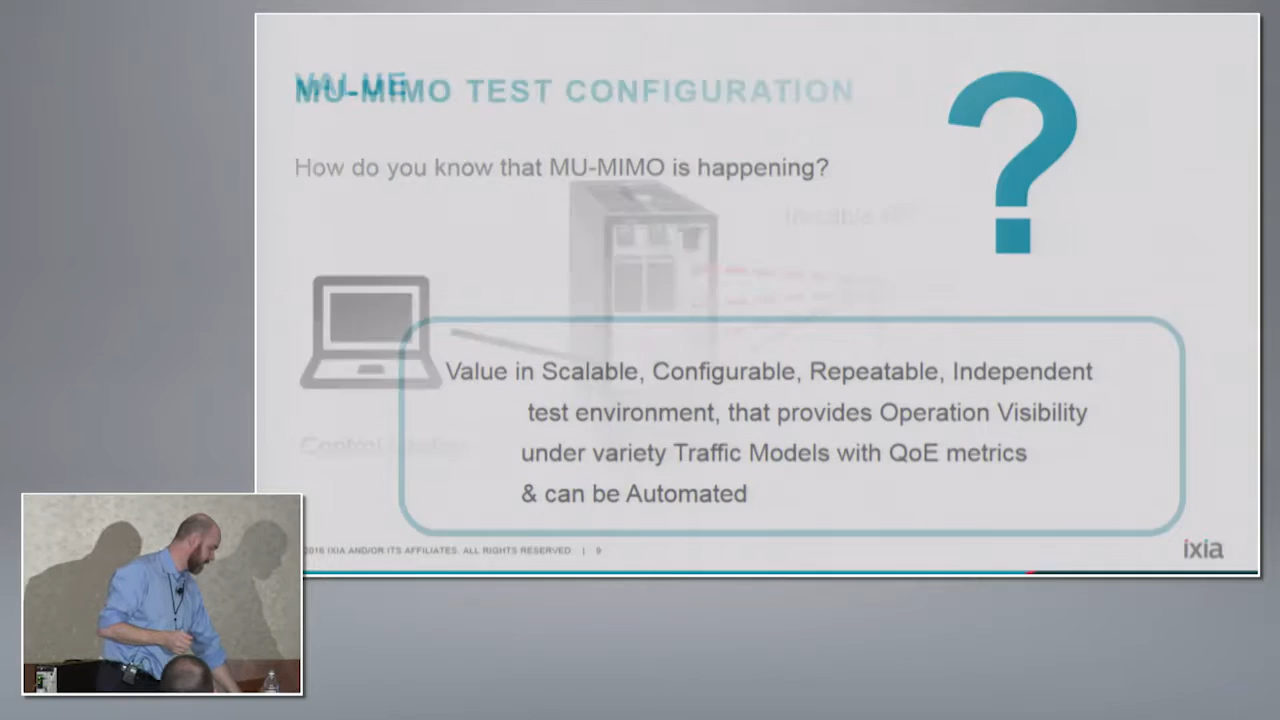 VALUE
MU-MIMO TEST CONFIGURATION
How do you know that MU-MIMO is happening?
?
Value in Scalable, Configurable, Repeatable, Independent
test environment, that provides Operation Visibility
under variety Traffic Models with QoE metrics
& can be Automated
Control
2016 IXIA AND/OR ITS AFFILIATES. ALL RIGHTS RESERVED. | 9
ixia